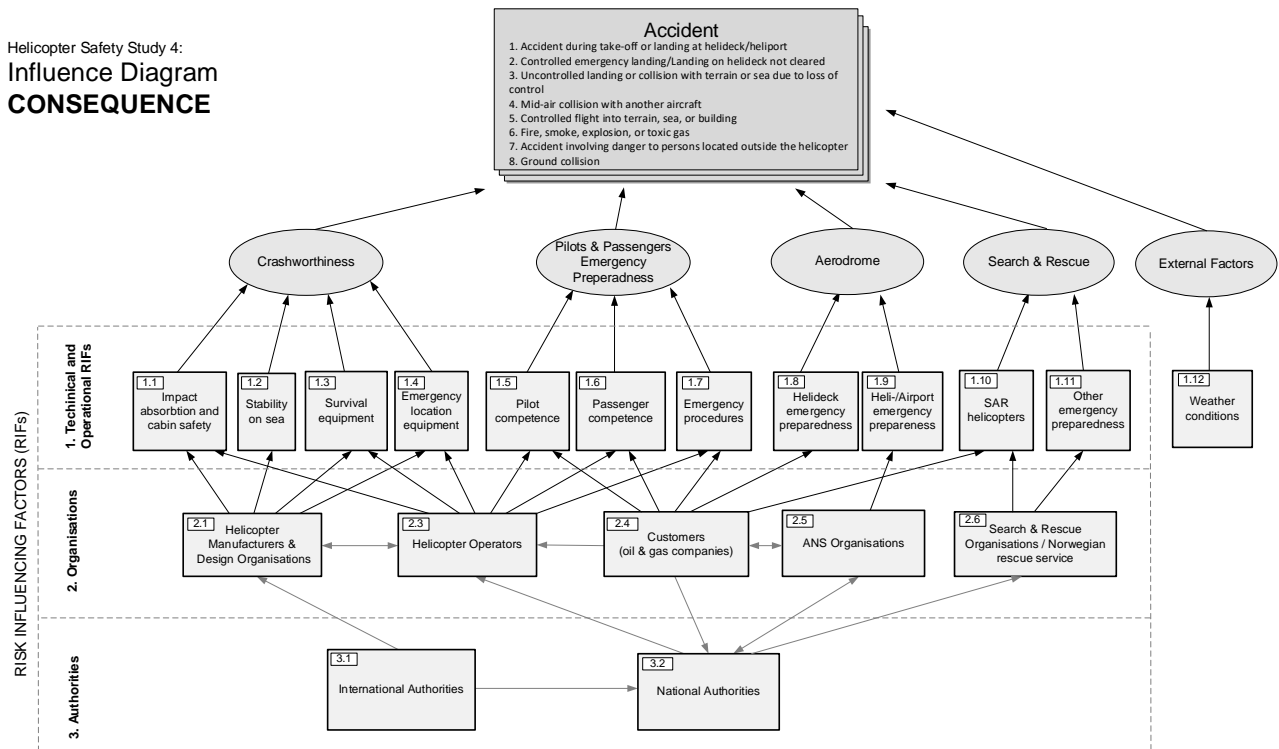 Helicopter Safety Study 4:
Influence Diagram
CONSEQUENCE
Accident
1. Accident during take-off or landing at helideck/heliport
2. Controlled emergency landing/Landing on helideck not cleared
3. Uncontrolled landing or collision with terrain or sea due to loss of
control
4. Mid-air collision with another aircraft
5. Controlled flight into terrain, sea, or building
6. Fire, smoke, explosion, or toxic gas
7. Accident involving danger to persons located outside the helicopter
8. Ground collision
Crashworthiness
Pilots & Passengers
Emergency
Preperadness
Aerodrome
Search & Rescue
External Factors
RISK INFLUENCING FACTORS (RIFs)
1. Techinical and
Operational RIFs
1.1
Impact
absorbtion and
cabin safety
1.2
Stability
on sea
1.3
Survival
equipment
1.4
Emergency
location
equipment
1.5
Pilot
competence
1.6
Passenger
competence
1.7
Emergency
procedures
1.8
Helideck
emergency
preparedness
1.9
Heli-/Airport
emergency
prepareness
1.10
SAR
helicopters
1.11
Other
emergency
preparedness
1.12
Weather
conditions
2. Organisations
2.1
Helicopter
Manufacturers &
Design Organisations
2.3
Helicopter Operators
2.4
Customers
(oil & gas companies)
2.5
ANS Organisations
2.6
Search & Rescue
Organisations / Norwegian
rescue service
3. Authorities
3.1
International Authorities
3.2
National Authorities